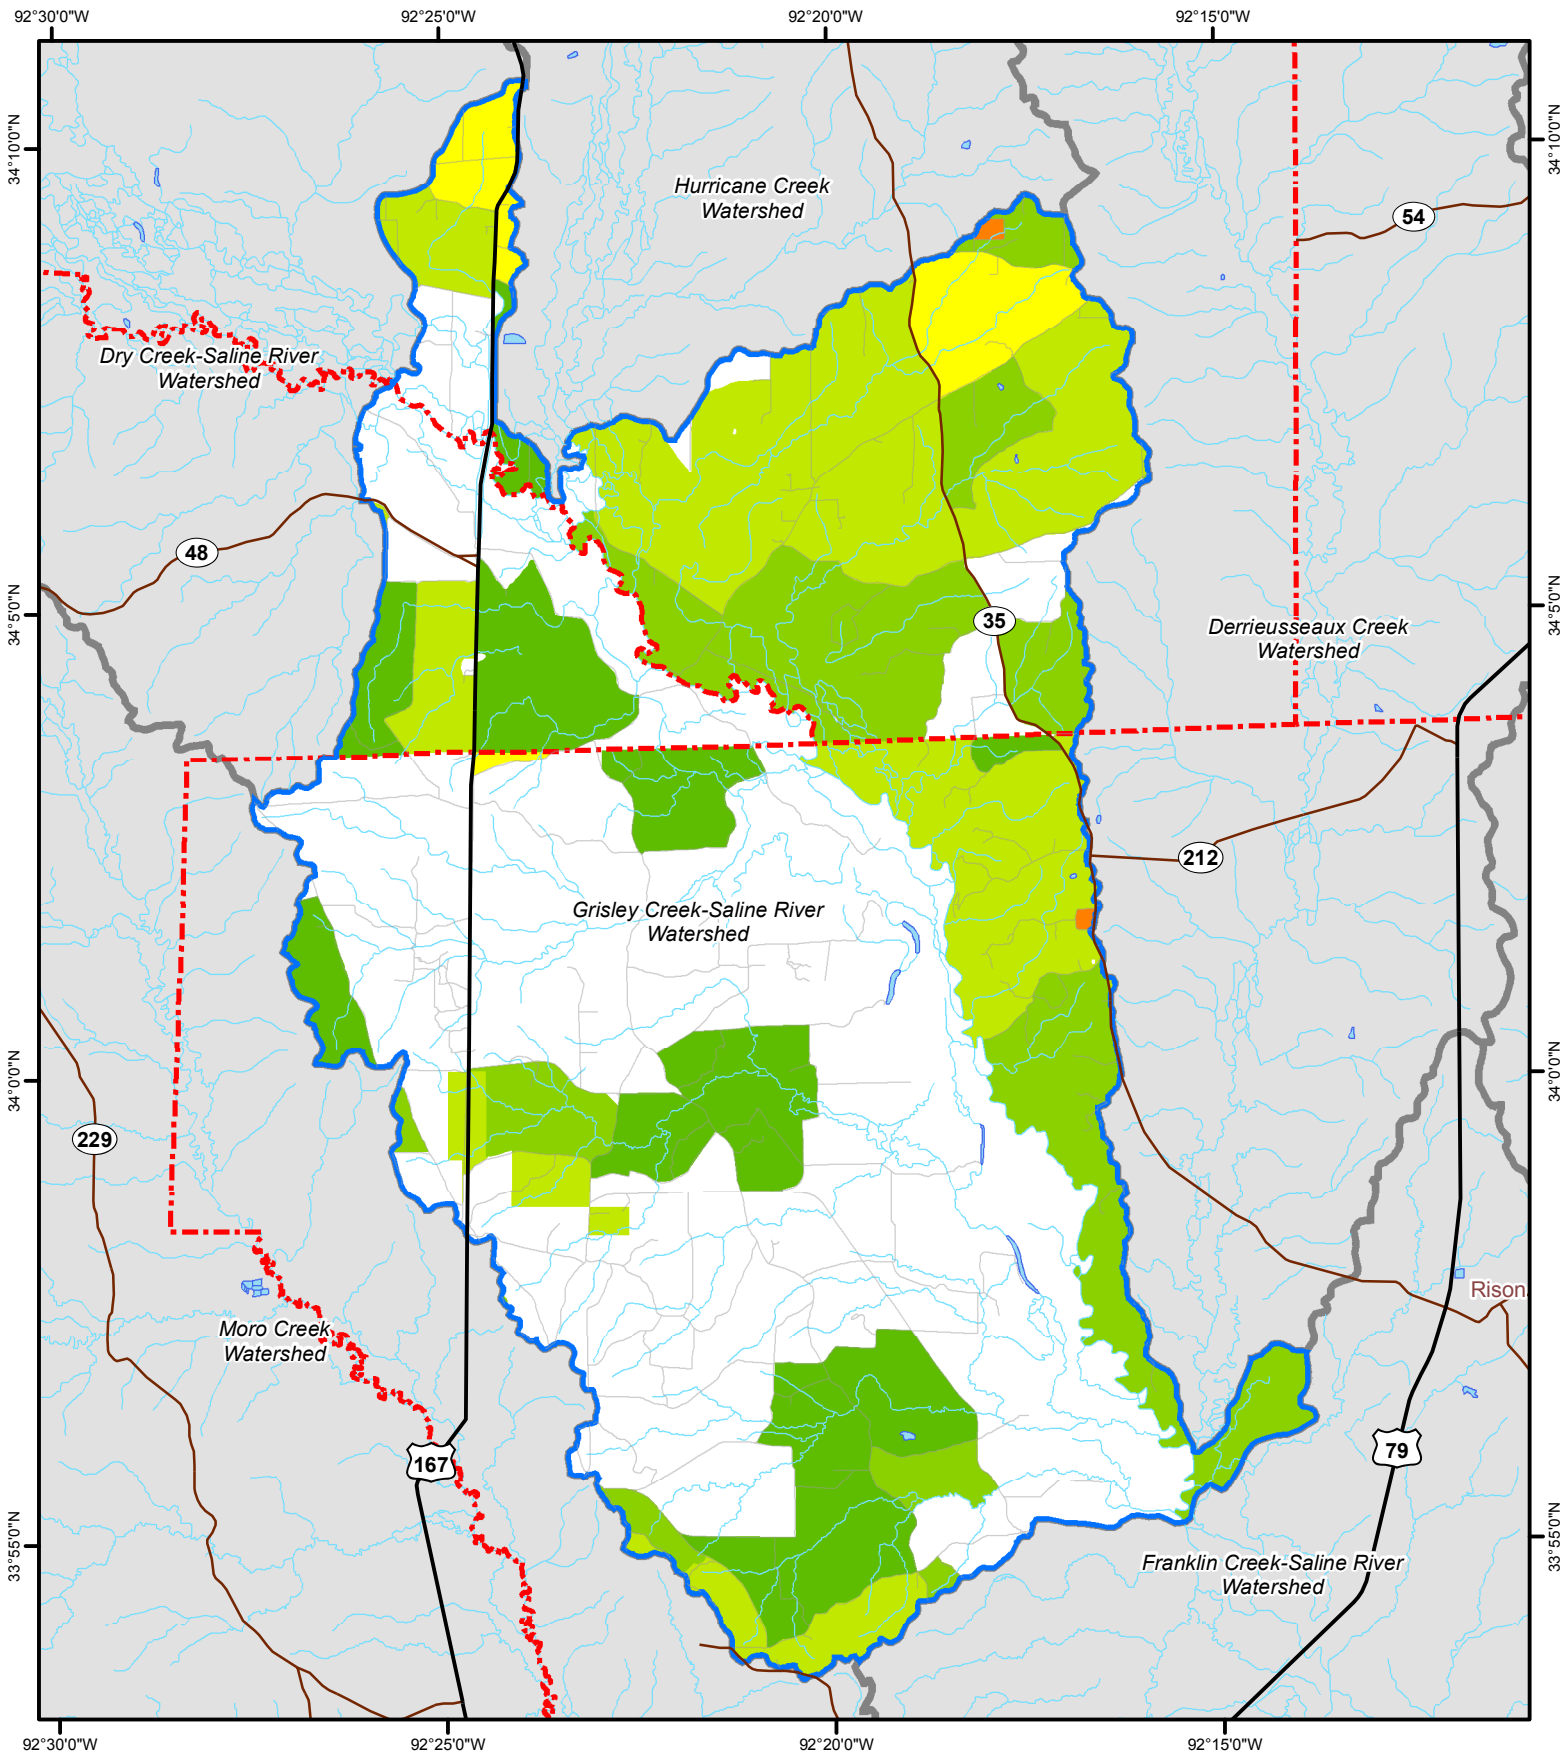 92°30'0"W
92°25'0"W
92°20'0"W
92°15'0"W
34°10'0"N
34°10'0"N
Hurricane Creek
Watershed
54
Dry Creek-Saline River
Watershed
48
34°5'0"N
34°5'0"N
35
Derrieusseaux Creek
Watershed
212
Grisley Creek-Saline River
Watershed
34°0'0"N
34°0'0"N
229
Rison
Moro Creek
Watershed
167
79
33°55'0"N
33°55'0"N
Franklin Creek-Saline River
Watershed
92°30'0"W
92°25'0"W
92°20'0"W
92°15'0"W